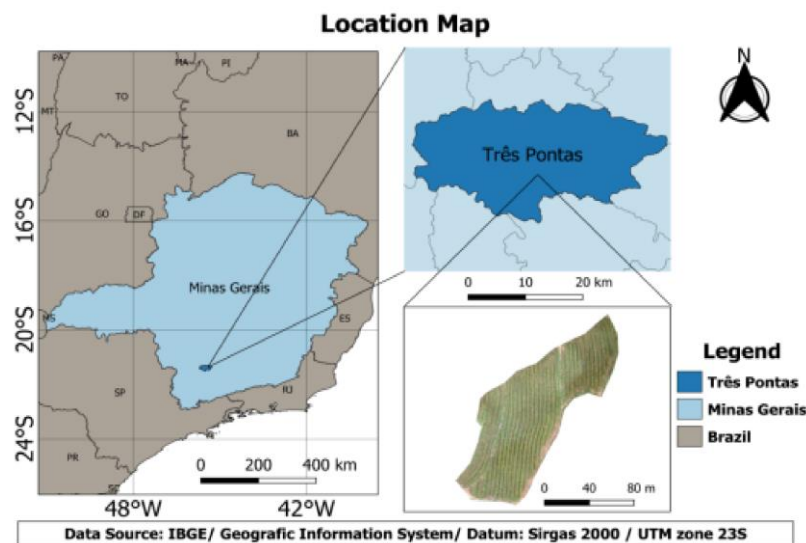 Location Map
N
PA
MA
PI
TO
MT
BA
12°S
Três Pontas
GO
DF
16°S
Minas Gerais
0 10 20 km
MS
ES
20°S
Legend
Três Pontas
Minas Gerais
Brazil
SP
RJ
24°S
PR
0 200 400 km
0 40 80 m
SC
48°W 42°W
Data Source: IBGE/ Geografic Information System/ Datum: Sirgas 2000 / UTM zone 23S